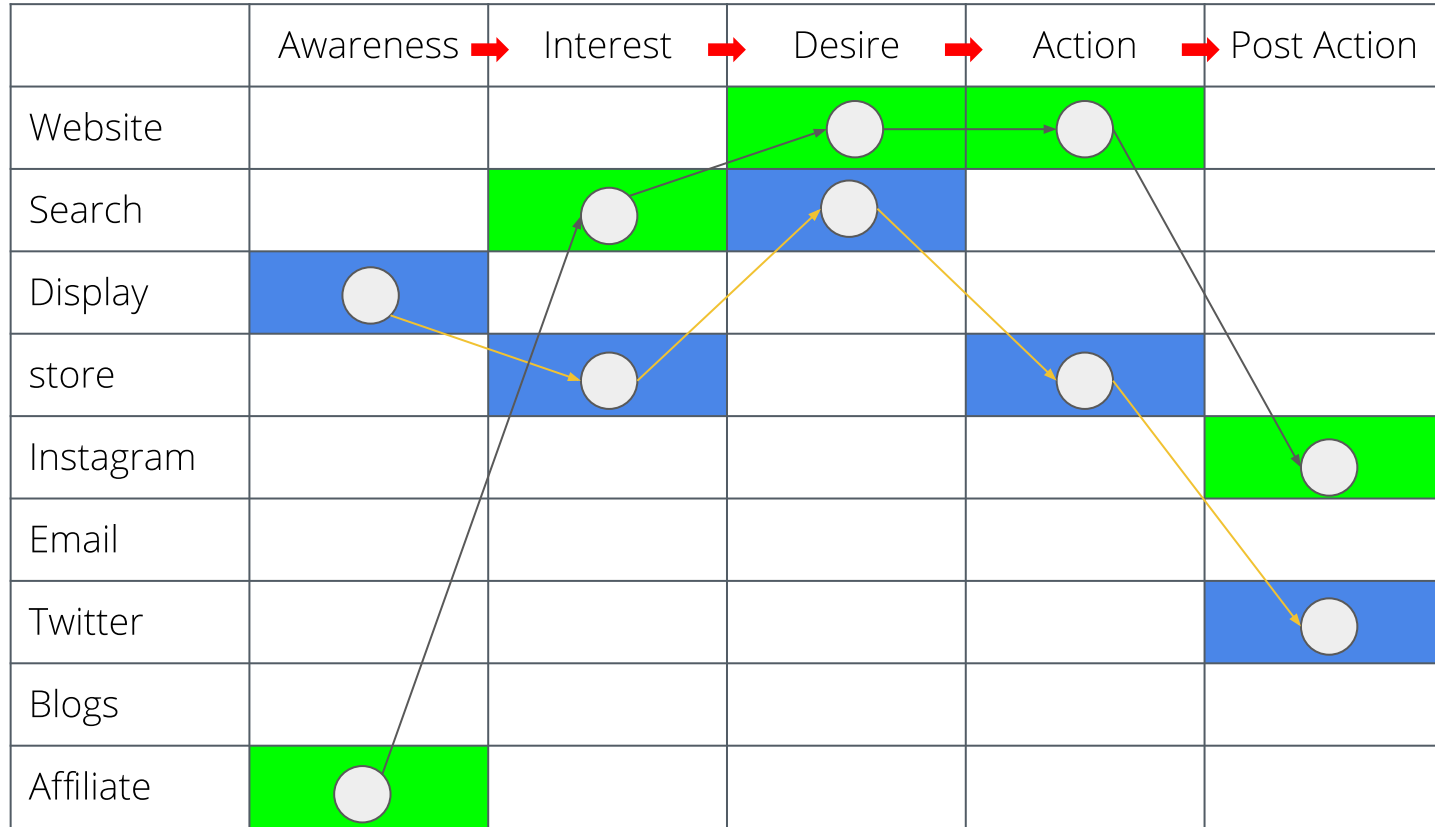 Awareness Interest Desire Action Post Action
Website
Search
Display
store
Instagram
Email
Twitter
Blogs
Affiliate